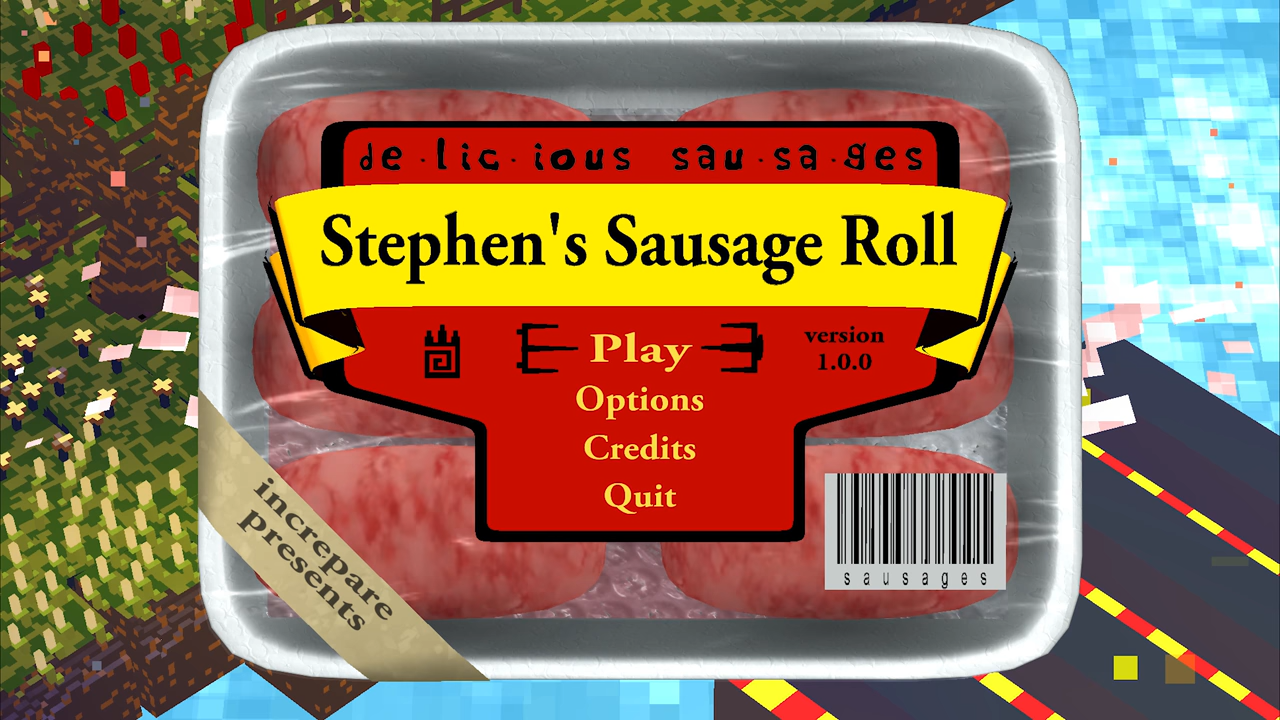 de·lic·ious sau·sa·ges
Stephen's Sausage Roll
Play
version
1.0.0
Options
Credits
Quit
increpare
presents
sausages